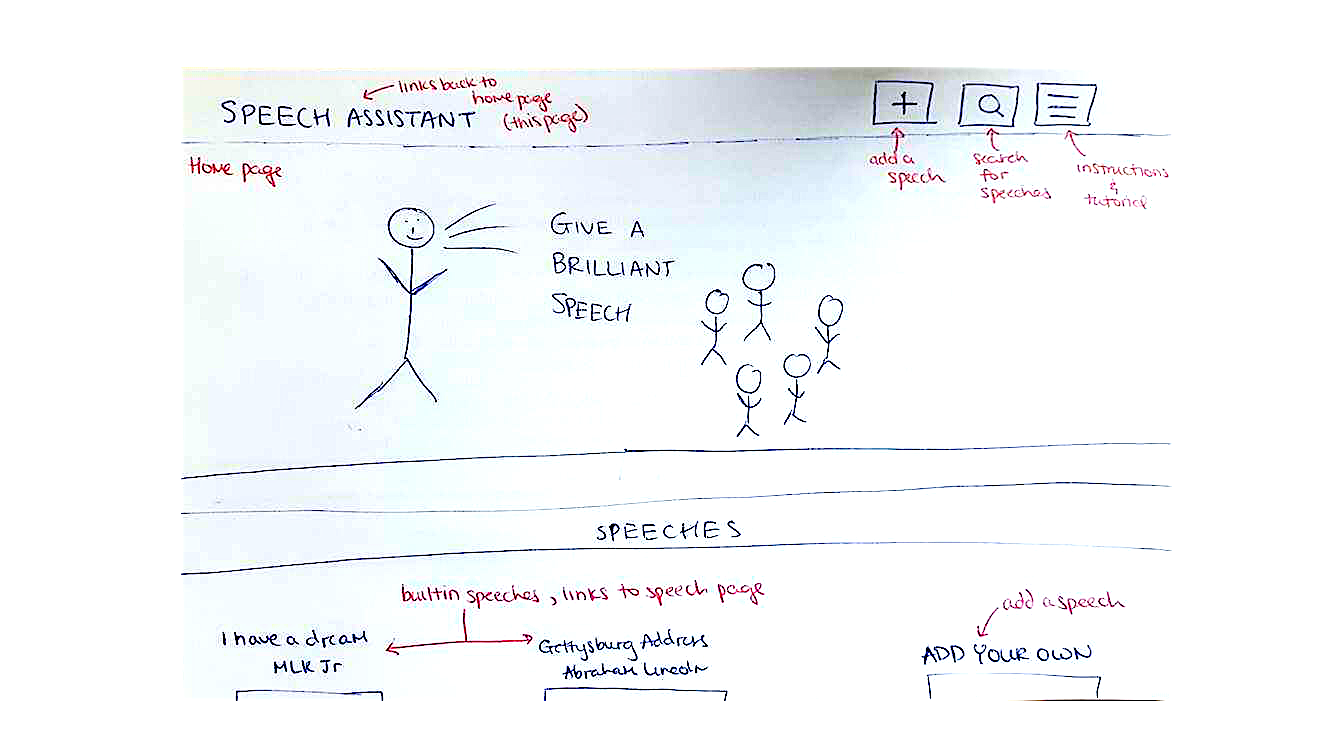 links back to
home page
(this page)
SPEECH ASSISTANT
add a
speech
search
for
speeches
instructions
&
tutorial
Home page
GIVE A
BRILLIANT
SPEECH
SPEECHES
builtin speeches, links to speech page
add a speech
I have a dream
MLK Jr
Gettysburg Address
Abraham Lincoln
ADD YOUR OWN